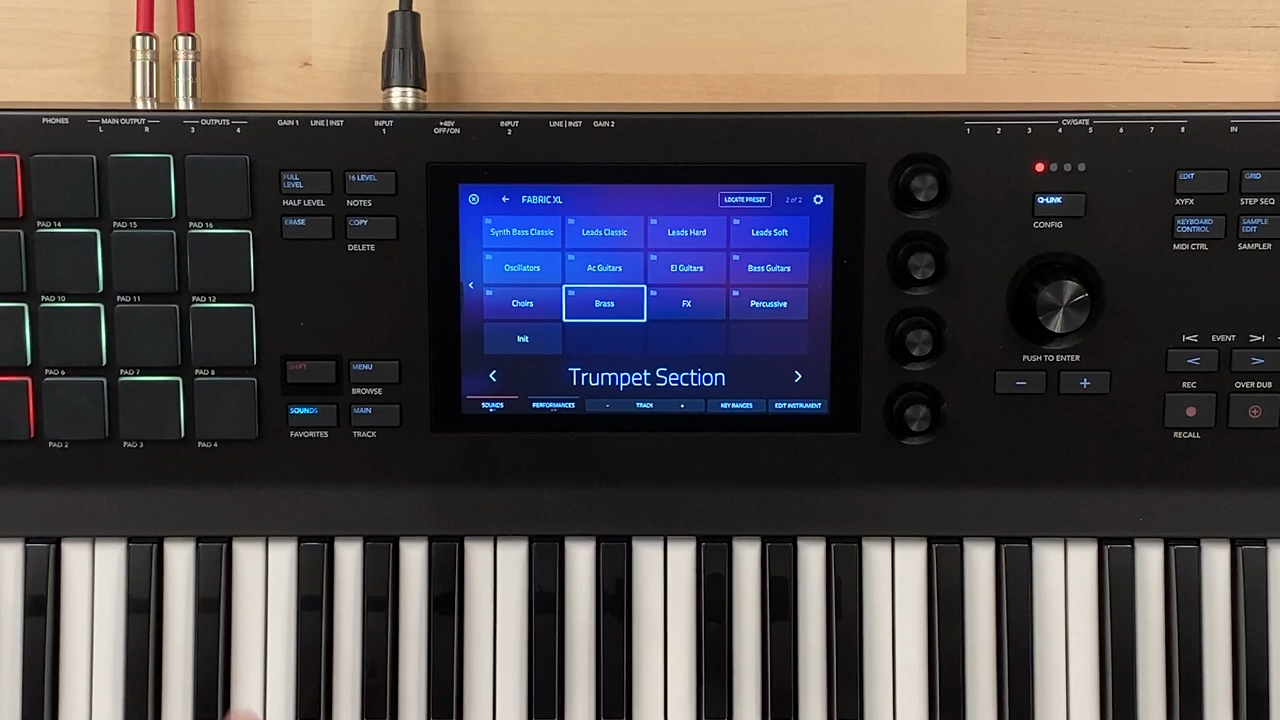 PHONES
MAIN OUTPUT
L R
OUTPUTS
3 4
GAIN 1
LINE | INST
INPUT
1
+48V
OFF/ON
INPUT
2
LINE | INST
GAIN 2
CV/GATE
1 2 3 4 5 6 7 8
IN
PAD 14
PAD 15
PAD 16
PAD 10
PAD 11
PAD 12
PAD 6
PAD 7
PAD 8
PAD 2
PAD 3
PAD 4
FULL
LEVEL
HALF LEVEL
16 LEVEL
NOTES
ERASE
COPY
DELETE
SHIFT
MENU
BROWSE
SOUNDS
FAVORITES
MAIN
TRACK
FABRIC XL
LOCATE PRESET
2 of 2
Synth Bass Classic
Leads Classic
Leads Hard
Leads Soft
Oscillators
Ac Guitars
El Guitars
Bass Guitars
Choirs
Brass
FX
Percussive
Init
Trumpet Section
SOUNDS
PERFORMANCES
- TRACK +
KEY RANGES
EDIT INSTRUMENT
Q-LINK
CONFIG
PUSH TO ENTER
− +
EDIT
XYFX
GRID
STEP SEQ
KEYBOARD
CONTROL
MIDI CTRL
SAMPLE
EDIT
SAMPLER
EVENT
< >
REC
OVER DUB
RECALL